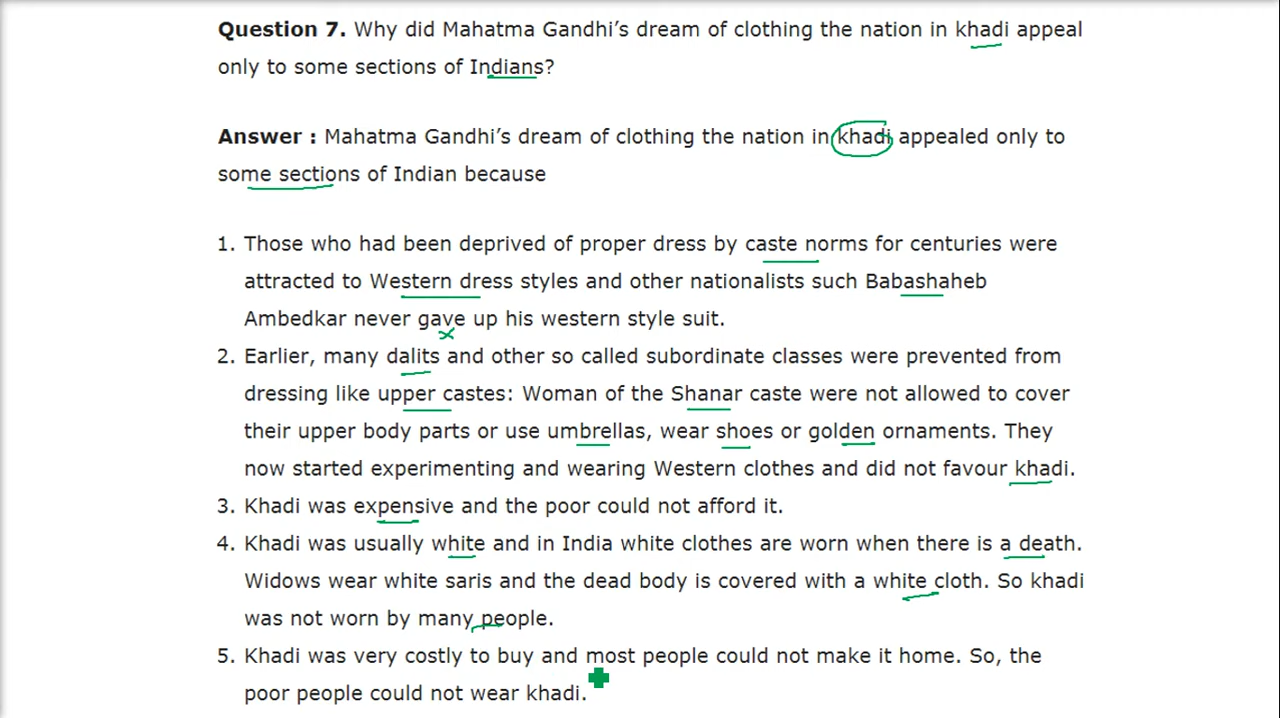 Question 7. Why did Mahatma Gandhi's dream of clothing the nation in khadi appeal
only to some sections of Indians?
Answer : Mahatma Gandhi's dream of clothing the nation in khadi appealed only to
some sections of Indian because
1. Those who had been deprived of proper dress by caste norms for centuries were
attracted to Western dress styles and other nationalists such Babashaheb
Ambedkar never gave up his western style suit.
2. Earlier, many dalits and other so called subordinate classes were prevented from
dressing like upper castes: Woman of the Shanar caste were not allowed to cover
their upper body parts or use umbrellas, wear shoes or golden ornaments. They
now started experimenting and wearing Western clothes and did not favour khadi.
3. Khadi was expensive and the poor could not afford it.
4. Khadi was usually white and in India white clothes are worn when there is a death.
Widows wear white saris and the dead body is covered with a white cloth. So khadi
was not worn by many people.
5. Khadi was very costly to buy and most people could not make it home. So, the
poor people could not wear khadi.